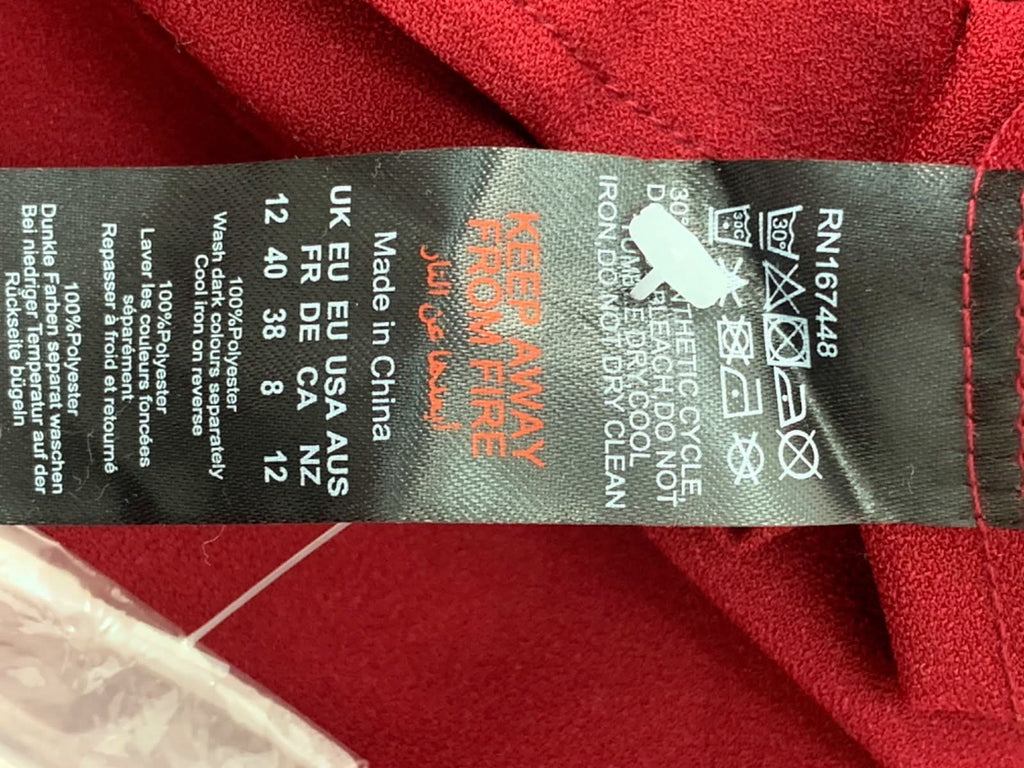 RN167448
30°
30°C
30° THETIC CYCLE,
BLEACH, DO NOT
DRY, COOL
IRON, DO NOT DRY CLEAN
KEEP AWAY
FROM FIRE
أبعدها عن النار
Made in China
UK EU EU USA AUS
FR DE CA NZ
12 40 38 8 12
100%Polyester
Wash dark colours separately
Cool iron on reverse
100%Polyester
Laver les couleurs foncées
séparément
Repasser à froid et retourné
100%Polyester
Dunkle Farben separat waschen
Bei niedriger Temperatur auf der
Rückseite bügeln